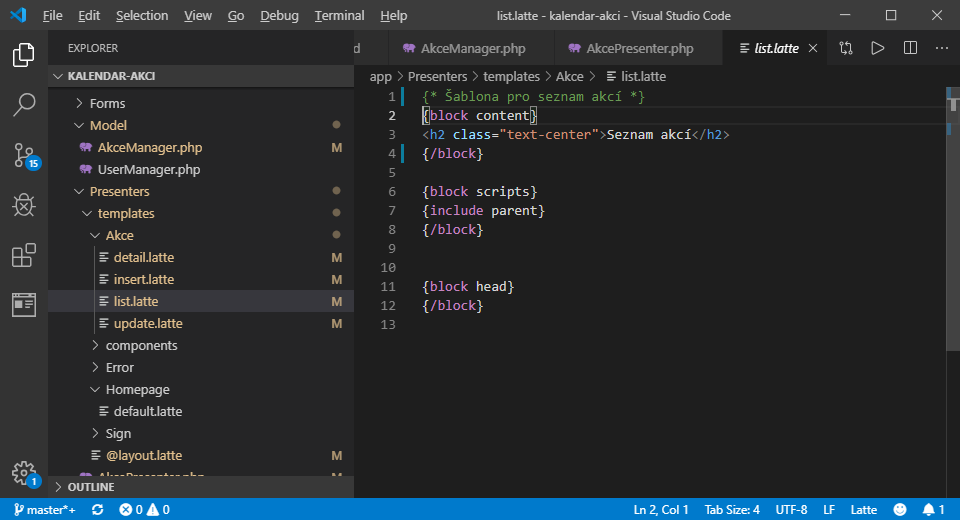 File Edit Selection View Go Debug Terminal Help list.latte - kalendar-akci - Visual Studio Code
EXPLORER
d AkceManager.php AkcePresenter.php list.latte
KALENDAR-AKCI
app > Presenters > templates > Akce > list.latte
Forms
Model
AkceManager.php M
UserManager.php
Presenters
templates
Akce
detail.latte M
insert.latte M
list.latte M
update.latte M
components
Error
Homepage
default.latte
Sign
@layout.latte M
AkcePresenter.php M
OUTLINE
15
1
1 {* Šablona pro seznam akcí *}
2 {block content}
3 <h2 class="text-center">Seznam akcí</h2>
4 {/block}
5
6 {block scripts}
7 {include parent}
8 {/block}
9
10
11 {block head}
12 {/block}
13
master*+ 0 0 Ln 2, Col 1 Tab Size: 4 UTF-8 LF Latte 1